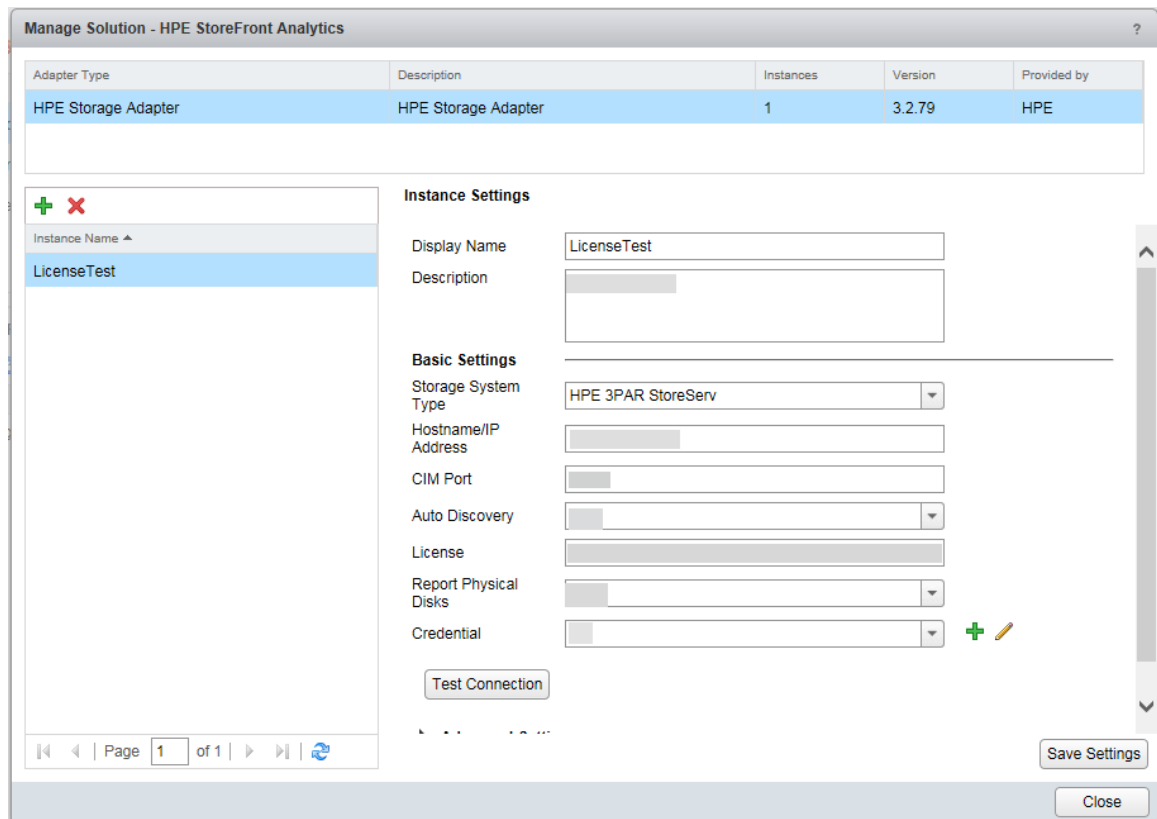 Manage Solution - HPE StoreFront Analytics ?
Adapter Type Description Instances Version Provided by
HPE Storage Adapter HPE Storage Adapter 1 3.2.79 HPE
Instance Name
LicenseTest
Page 1 of 1
Instance Settings
Display Name LicenseTest
Description
Basic Settings
Storage System
Type
HPE 3PAR StoreServ
Hostname/IP
Address
CIM Port
Auto Discovery
License
Report Physical
Disks
Credential
Test Connection
Save Settings
Close